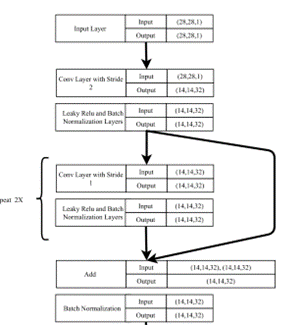 Input Layer
Input (28,28,1)
Output (28,28,1)
Conv Layer with Stride 2
Input (28,28,1)
Output (14,14,32)
Leaky Relu and Batch Normalization Layers
Input (14,14,32)
Output (14,14,32)
peat 2X
Conv Layer with Stride 1
Input (14,14,32)
Output (14,14,32)
Leaky Relu and Batch Normalization Layers
Input (14,14,32)
Output (14,14,32)
Add
Input (14,14,32), (14,14,32)
Output (14,14,32)
Batch Normalization
Input (14,14,32)
Output (14,14,32)